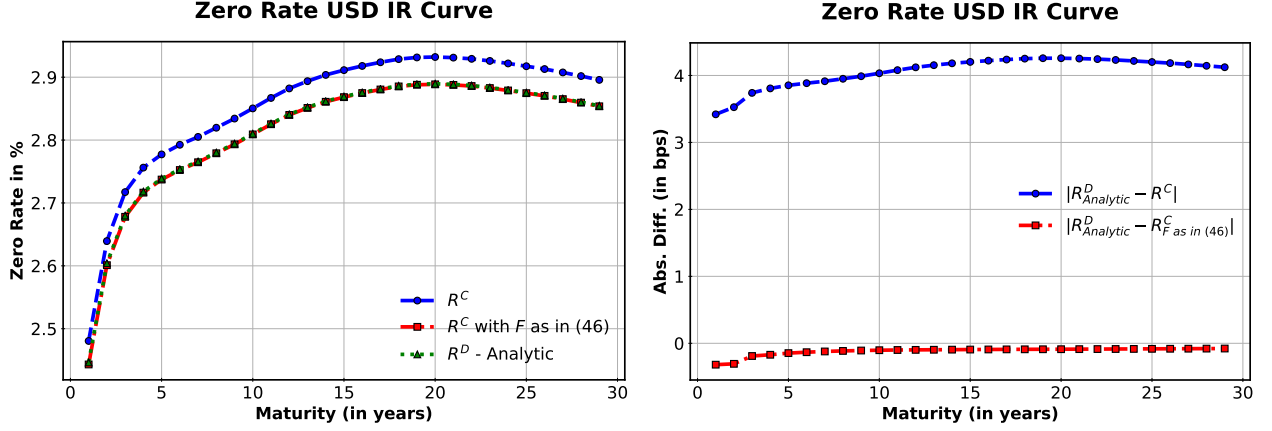 Zero Rate USD IR Curve
Zero Rate in %
2.9
2.8
2.7
2.6
2.5
0 5 10 15 20 25 30
Maturity (in years)
R^C
R^C with F as in (46)
R^D - Analytic
Zero Rate USD IR Curve
Abs. Diff. (in bps)
4
3
2
1
0
0 5 10 15 20 25 30
Maturity (in years)
|R^D_Analytic − R^C|
|R^D_Analytic − R^C_F as in (46)|